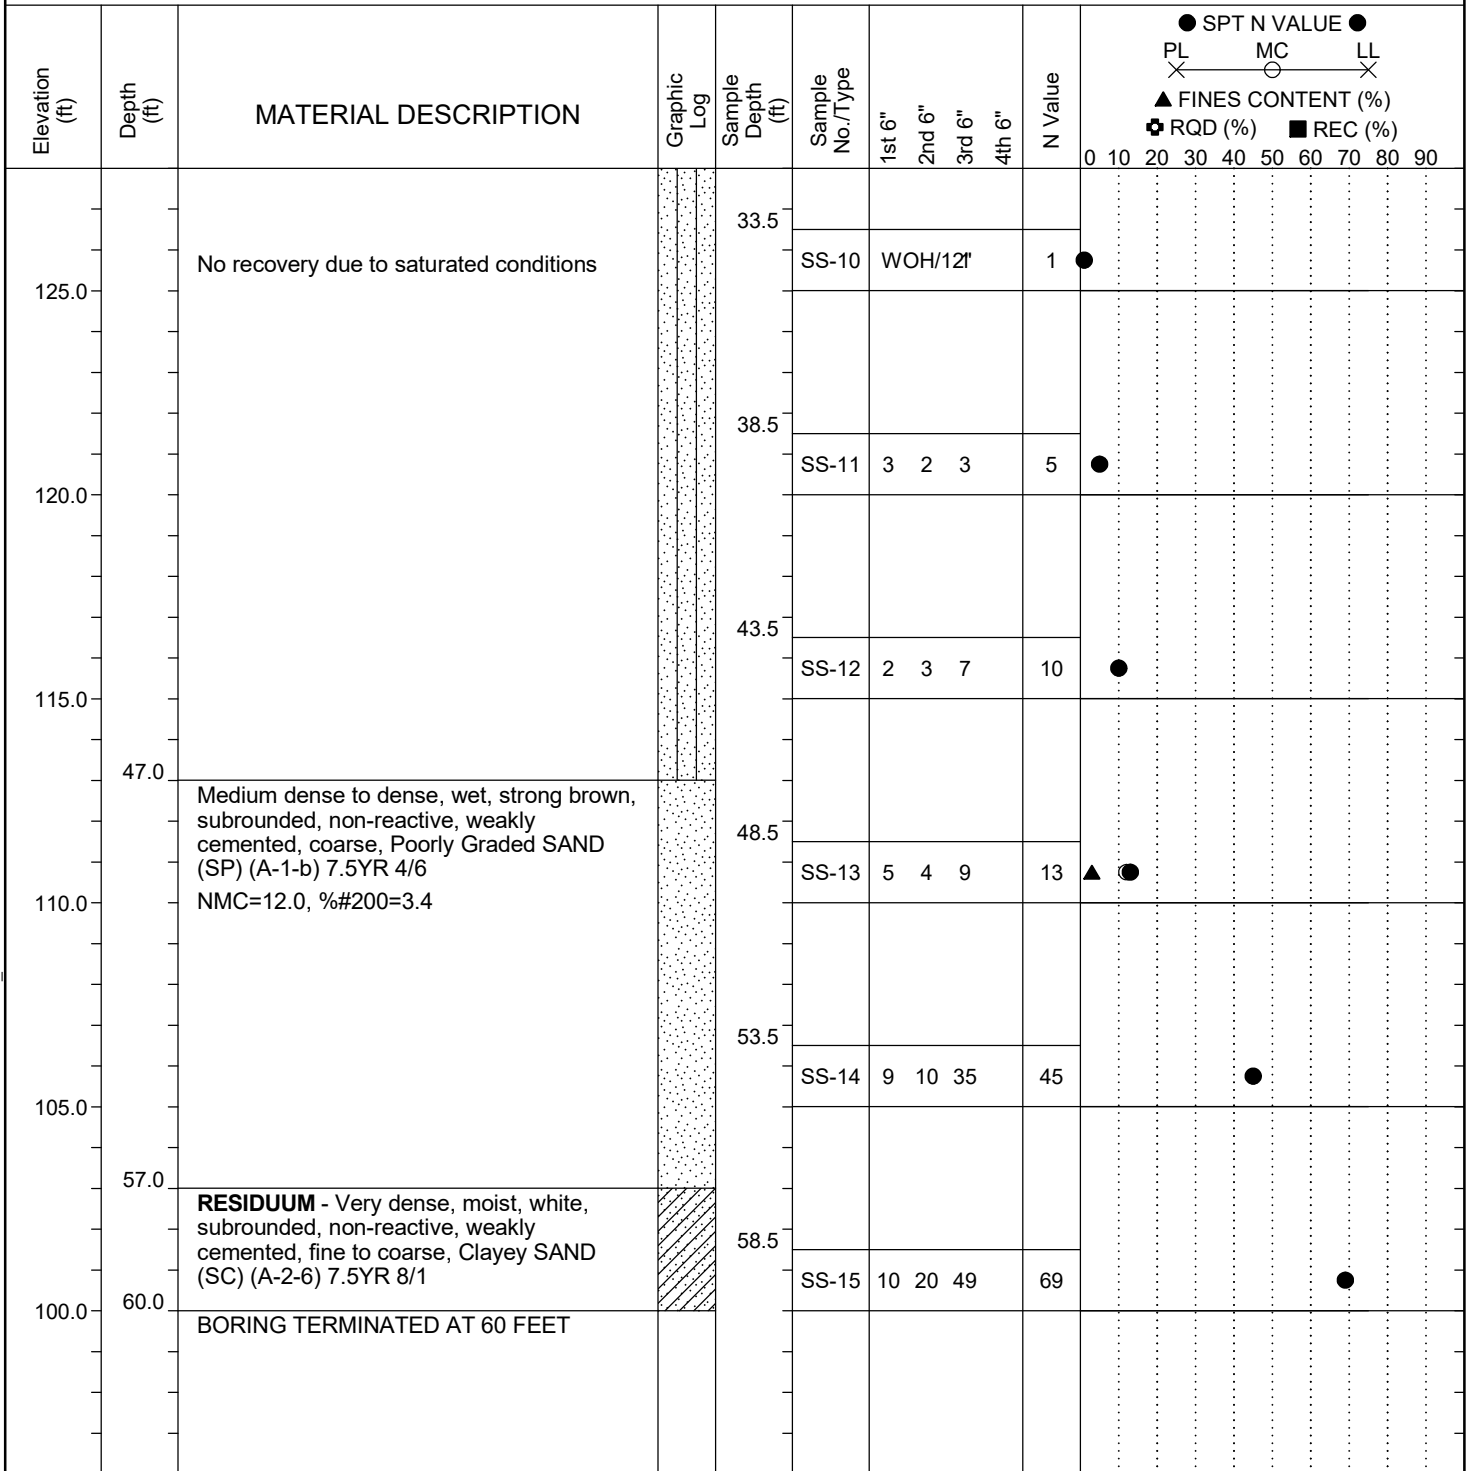 ● SPT N VALUE ●
PL MC LL
▲ FINES CONTENT (%)
RQD (%) ■ REC (%)
Elevation (ft)
Depth (ft)
MATERIAL DESCRIPTION
Graphic Log
Sample Depth (ft)
Sample No./Type
1st 6"
2nd 6"
3rd 6"
4th 6"
N Value
0 10 20 30 40 50 60 70 80 90
33.5
No recovery due to saturated conditions
SS-10 WOH/12" 1 1
125.0
38.5
SS-11 3 2 3 5
120.0
43.5
SS-12 2 3 7 10
115.0
47.0
Medium dense to dense, wet, strong brown,
subrounded, non-reactive, weakly
48.5
cemented, coarse, Poorly Graded SAND
(SP) (A-1-b) 7.5YR 4/6
SS-13 5 4 9 13
NMC=12.0, %#200=3.4
110.0
53.5
SS-14 9 10 35 45
105.0
57.0
RESIDUUM - Very dense, moist, white,
subrounded, non-reactive, weakly
58.5
cemented, fine to coarse, Clayey SAND
(SC) (A-2-6) 7.5YR 8/1
SS-15 10 20 49 69
60.0
100.0
BORING TERMINATED AT 60 FEET